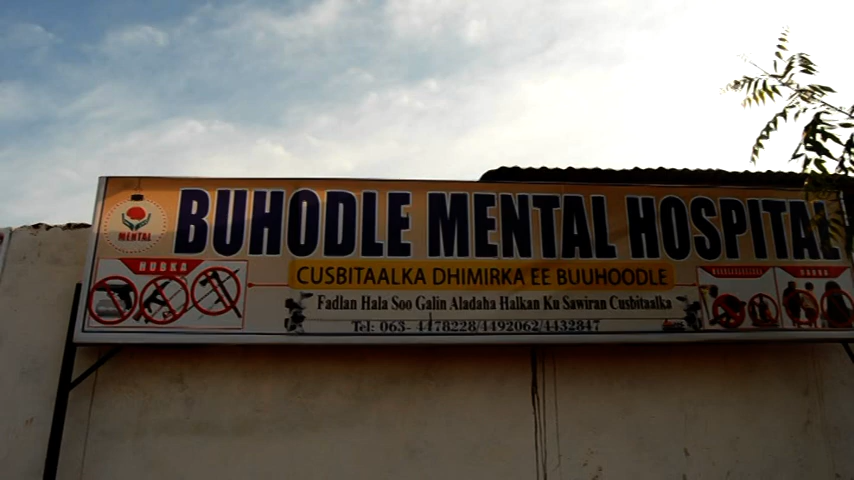 BUHODLE MENTAL HOSPITAL
MENTAL
HUBKA
CUSBITAALKA DHIMIRKA EE BUUHOODLE
Fadlan Hala Soo Galin Aladaha Halkan Ku Sawiran Cusbitaalka
Tel: 063- 4478228/4492062/4432847